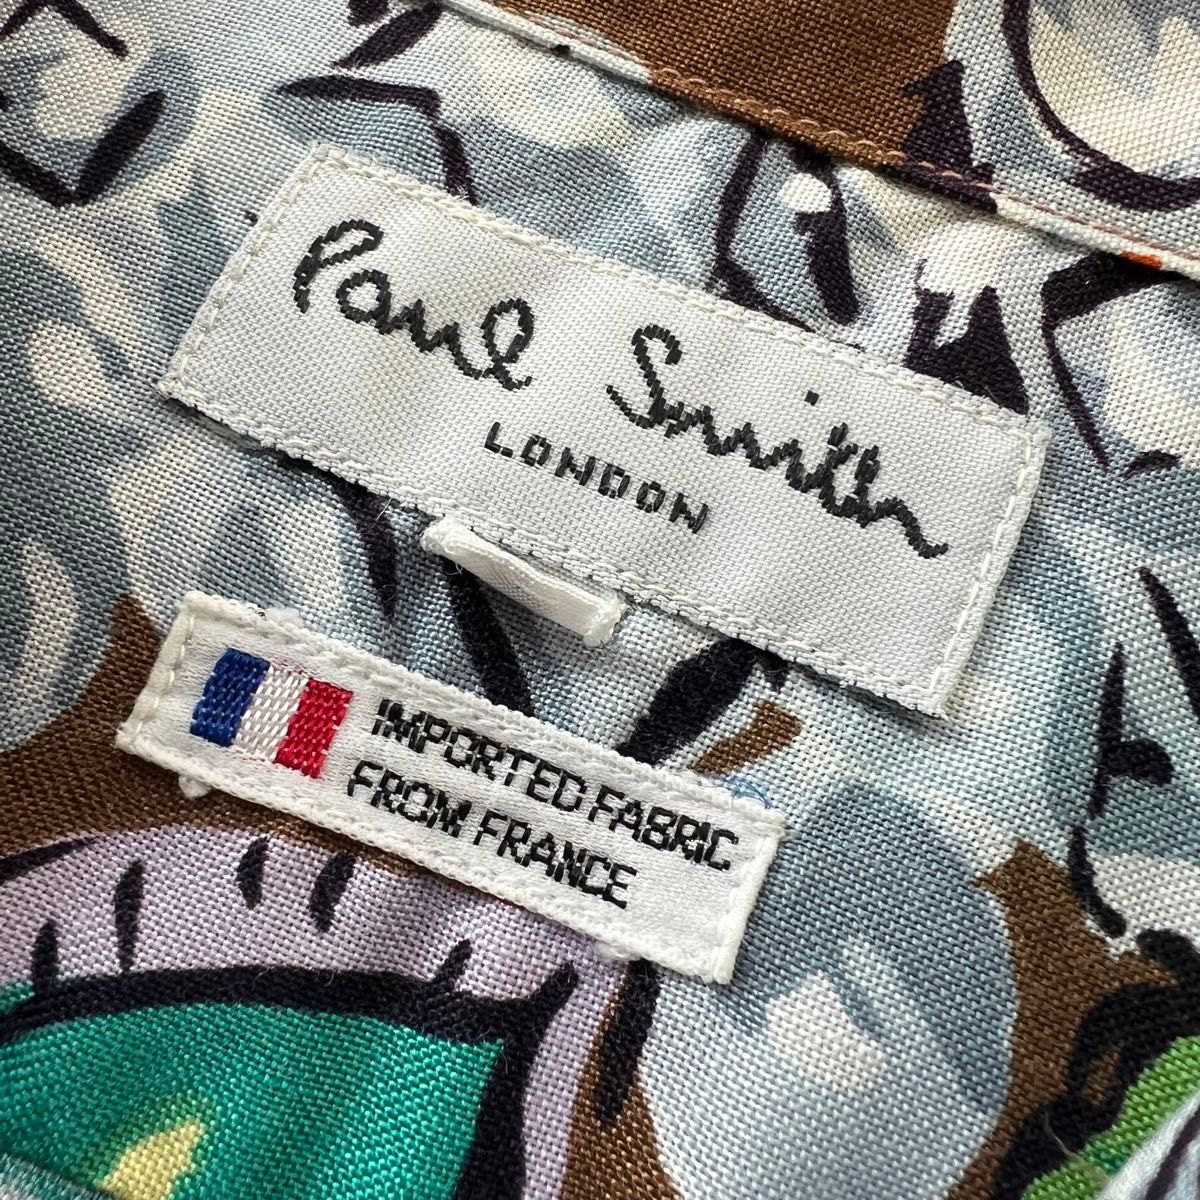 Paul Smith
LONDON
IMPORTED FABRIC
FROM FRANCE